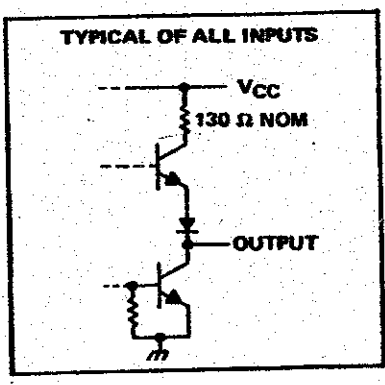 TYPICAL OF ALL INPUTS
VCC
130 Ω NOM
OUTPUT